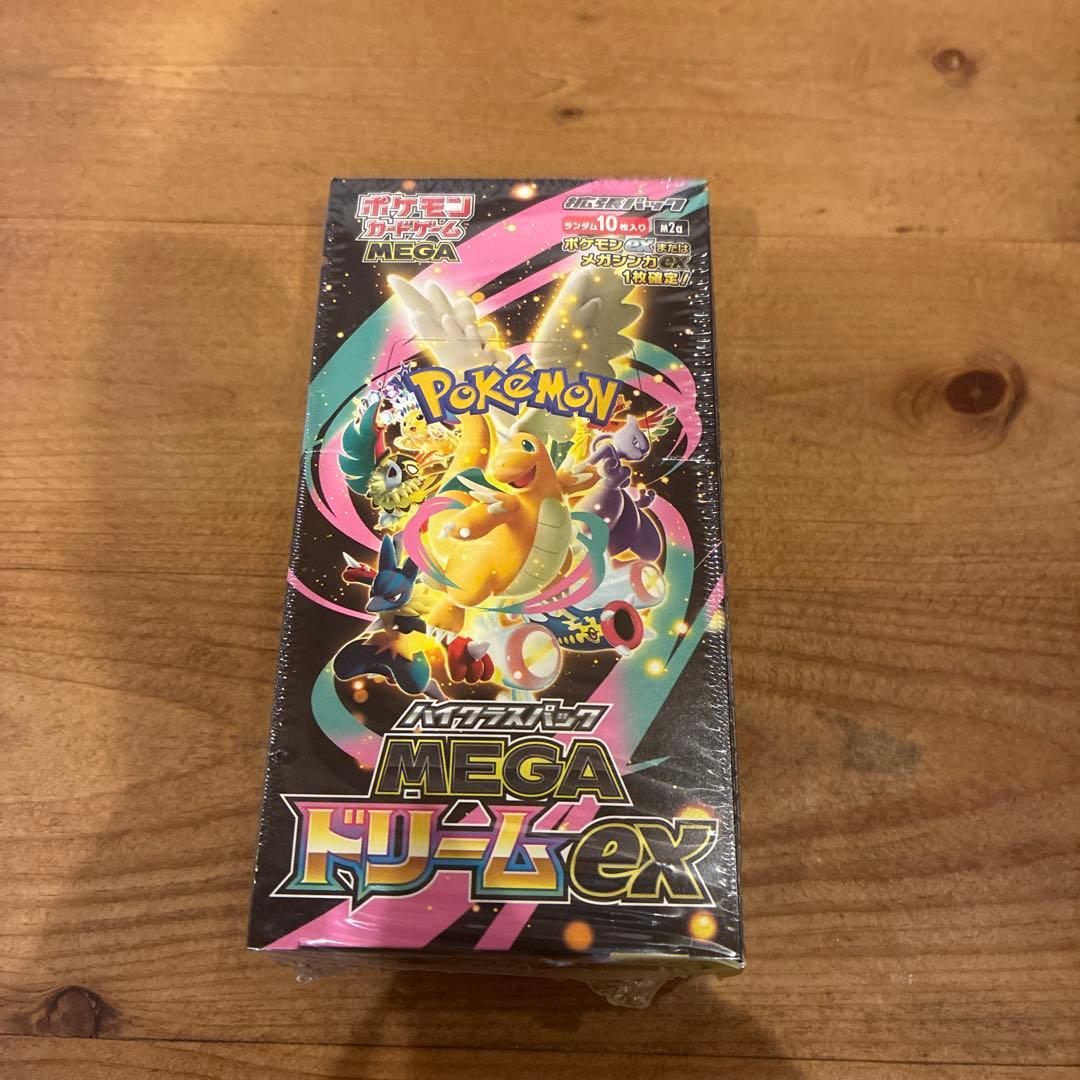 ポケモン
カードゲーム
MEGA
拡張パック
ランダム10枚入り M2a
ポケモンexまたは
メガシンカex
1枚確定!
POKéMON
TM
ハイクラスパック
MEGA
ドリームex